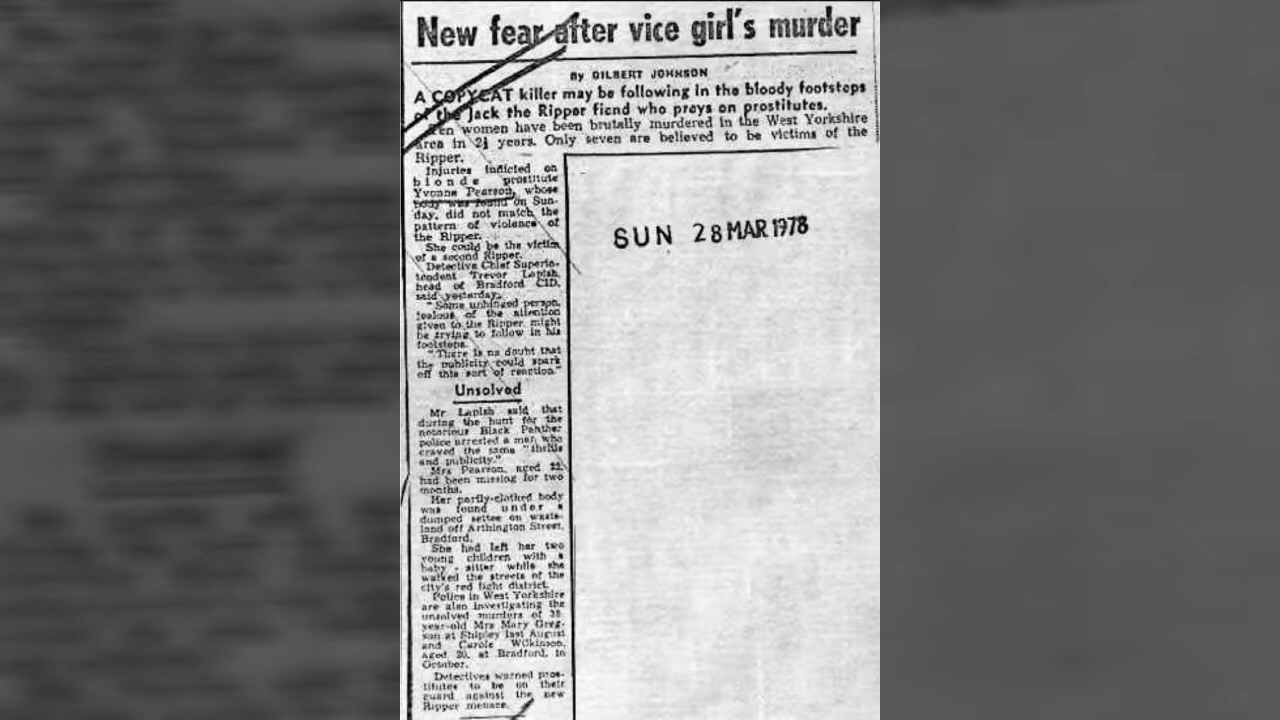 New fear after vice girl's murder
By GILBERT JOHNSON
A COPYCAT killer may be following in the bloody footsteps
of the Jack the Ripper fiend who preys on prostitutes.
Ten women have been brutally murdered in the West Yorkshire
area in 2½ years. Only seven are believed to be victims of the
Ripper.
Injuries inflicted on
blonde prostitute
Yvonne Pearson, whose
body was found on Sun-
day, did not match the
pattern of violence of
the Ripper.
She could be the victim
of a second Ripper.
Detective Chief Superin-
tendent Trevor Lapish,
head of Bradford CID,
said yesterday:
"Some unhinged person,
jealous of the attention
given to the Ripper, might
be trying to follow in his
footsteps.
"There is no doubt that
the publicity could spark
off this sort of reaction."
Unsolved
Mr Lapish said that
during the hunt for the
notorious Black Panther
police arrested a man who
craved the same "thrills
and publicity."
Mrs Pearson, aged 22,
had been missing for two
months.
Her partly-clothed body
was found under a
dumped settee on waste-
land off Arthington Street,
Bradford.
She had left her two
young children with a
baby-sitter while she
walked the streets of the
city's red light district.
Police in West Yorkshire
are also investigating the
unsolved murders of 38-
year-old Mrs Mary Greg-
son at Shipley last August
and Carole Wilkinson,
aged 20, at Bradford, in
October.
Detectives warned pros-
titutes to be on their
guard against the new
Ripper menace.
SUN 28 MAR 1978